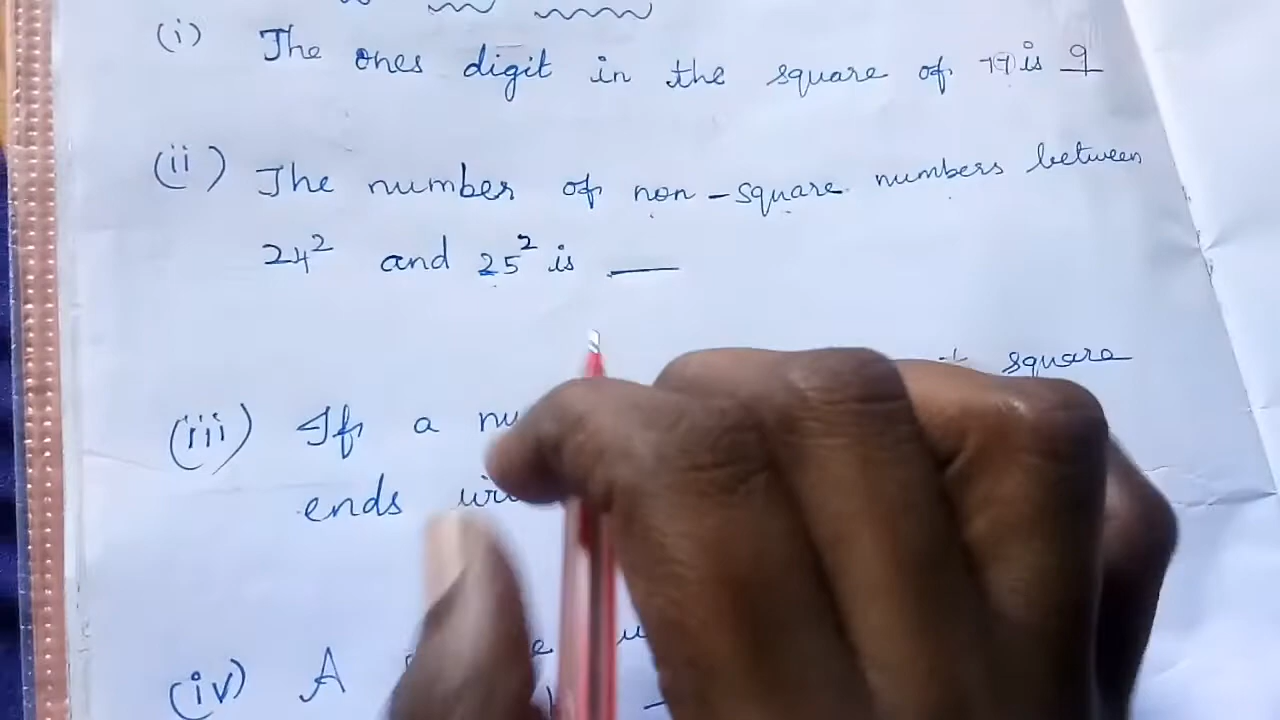 (i) The ones digit in the square of 77 is 9
(ii) The number of non-square numbers between
24² and 25² is ___
(iii) If a square
ends
(iv) A